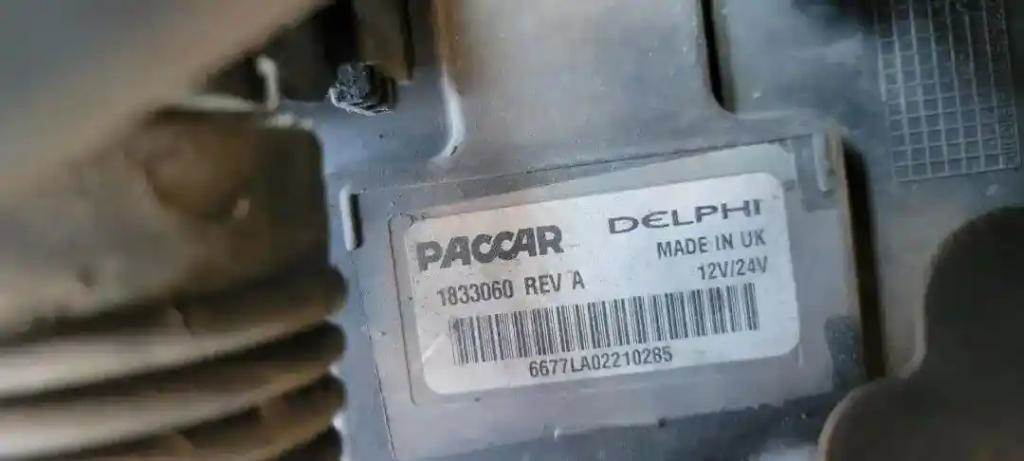 PACCAR DELPHI
MADE IN UK
1833060 REV A 12V/24V
6677LA02210285